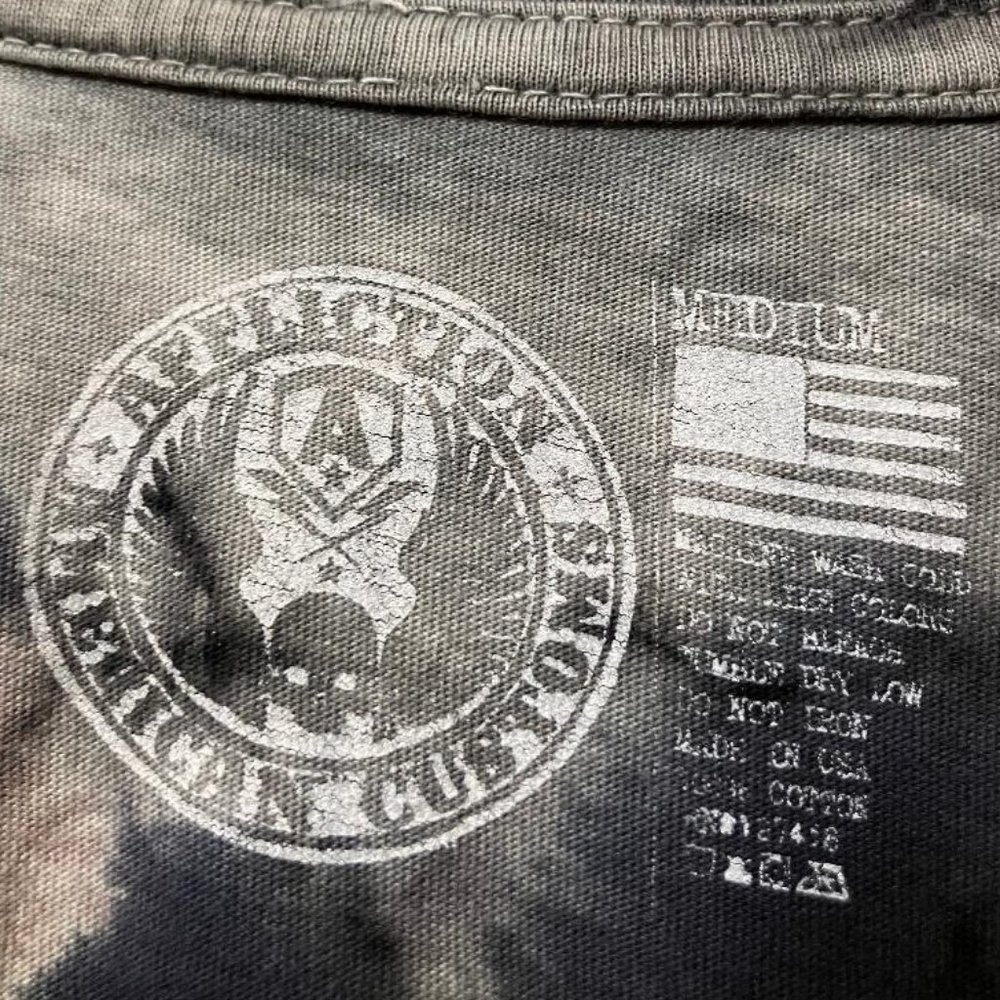 AFFLICTION ★ CUSTOMS ★ AMERICAN
MEDIUM
WASH COLD
COLORS
DO NOT BLEACH
TUMBLE DRY LOW
DO NOT IRON
MADE IN USA
COTTON